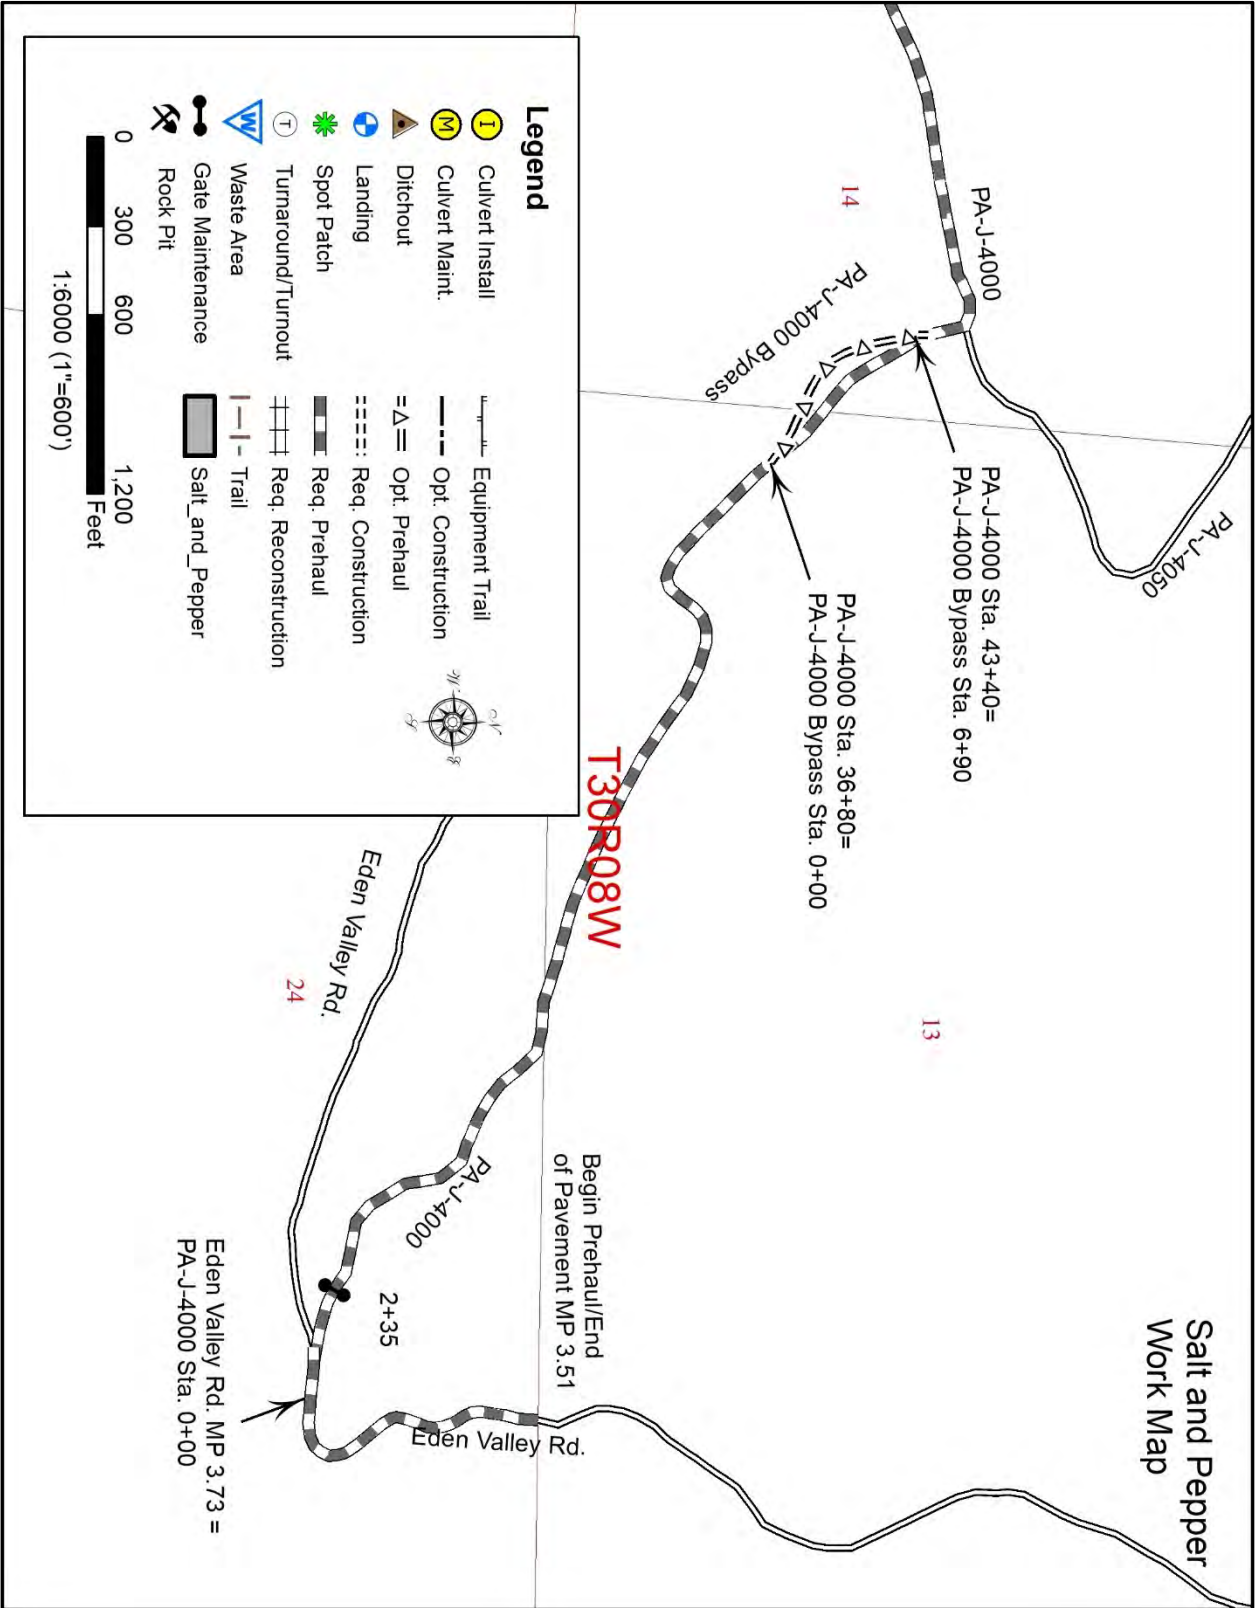 Salt and Pepper
Work Map
PA-J-4000
14
PA-J-4000 Bypass
PA-J-4050
PA-J-4000 Sta. 43+40=
PA-J-4000 Bypass Sta. 6+90
PA-J-4000 Sta. 36+80=
PA-J-4000 Bypass Sta. 0+00
T30R08W
13
24
Eden Valley Rd.
PA-J-4000
Begin Prehaul/End
of Pavement MP 3.51
2+35
Eden Valley Rd.
Eden Valley Rd. MP 3.73 =
PA-J-4000 Sta. 0+00
Legend
I Culvert Install
M Culvert Maint.
Ditchout
Landing
Spot Patch
T Turnaround/Turnout
W Waste Area
Gate Maintenance
Rock Pit
Equipment Trail
Opt. Construction
Opt. Prehaul
Req. Construction
Req. Prehaul
Req. Reconstruction
Trail
Salt_and_Pepper
N
W
E
S
0 300 600 1,200
Feet
1:6000 (1"=600')